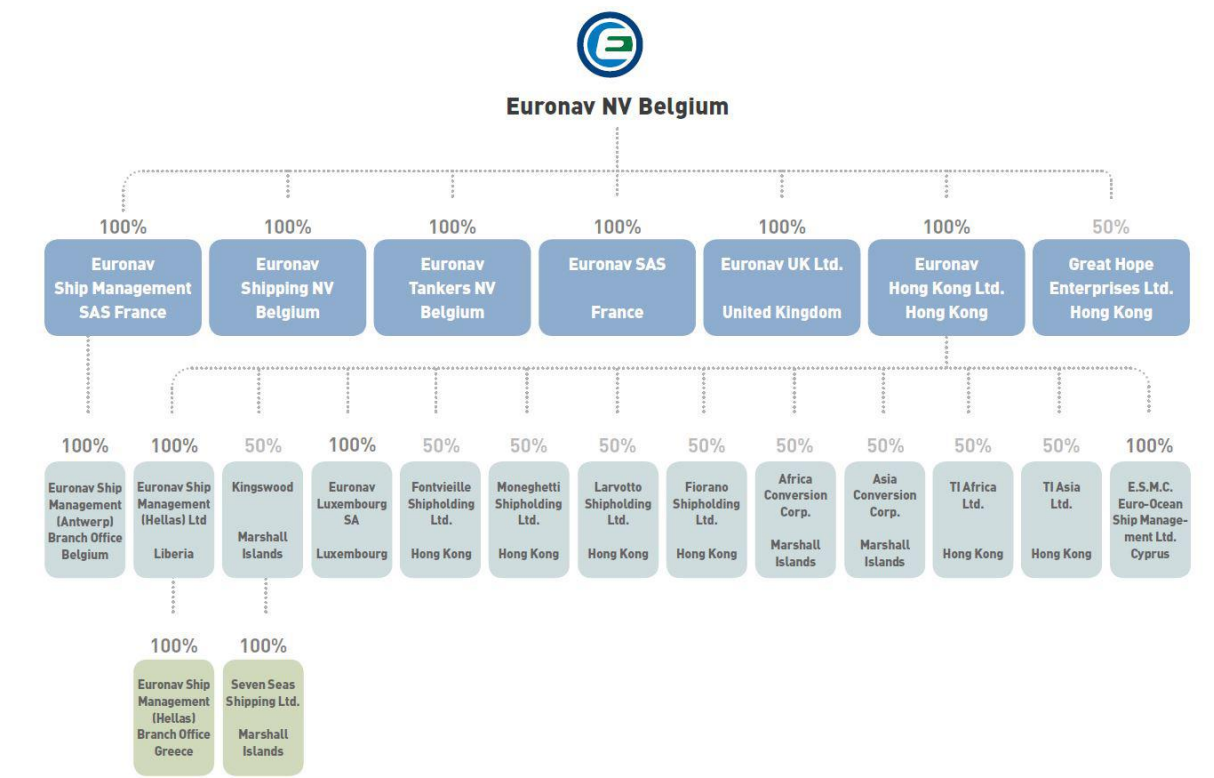 Euronav NV Belgium
100%
Euronav
Ship Management
SAS France
100%
Euronav
Shipping NV
Belgium
100%
Euronav
Tankers NV
Belgium
100%
Euronav SAS
France
100%
Euronav UK Ltd.
United Kingdom
100%
Euronav
Hong Kong Ltd.
Hong Kong
50%
Great Hope
Enterprises Ltd.
Hong Kong
100%
Euronav Ship
Management
(Antwerp)
Branch Office
Belgium
100%
Euronav Ship
Management
(Hellas) Ltd
Liberia
50%
Kingswood
Marshall
Islands
100%
Euronav
Luxembourg
SA
Luxembourg
50%
Fontvieille
Shipholding
Ltd.
Hong Kong
50%
Moneghetti
Shipholding
Ltd.
Hong Kong
50%
Larvotto
Shipholding
Ltd.
Hong Kong
50%
Fiorano
Shipholding
Ltd.
Hong Kong
50%
Africa
Conversion
Corp.
Marshall
Islands
50%
Asia
Conversion
Corp.
Marshall
Islands
50%
TI Africa
Ltd.
Hong Kong
50%
TI Asia
Ltd.
Hong Kong
100%
E.S.M.C.
Euro-Ocean
Ship Manage-
ment Ltd.
Cyprus
100%
Euronav Ship
Management
(Hellas)
Branch Office
Greece
100%
Seven Seas
Shipping Ltd.
Marshall
Islands